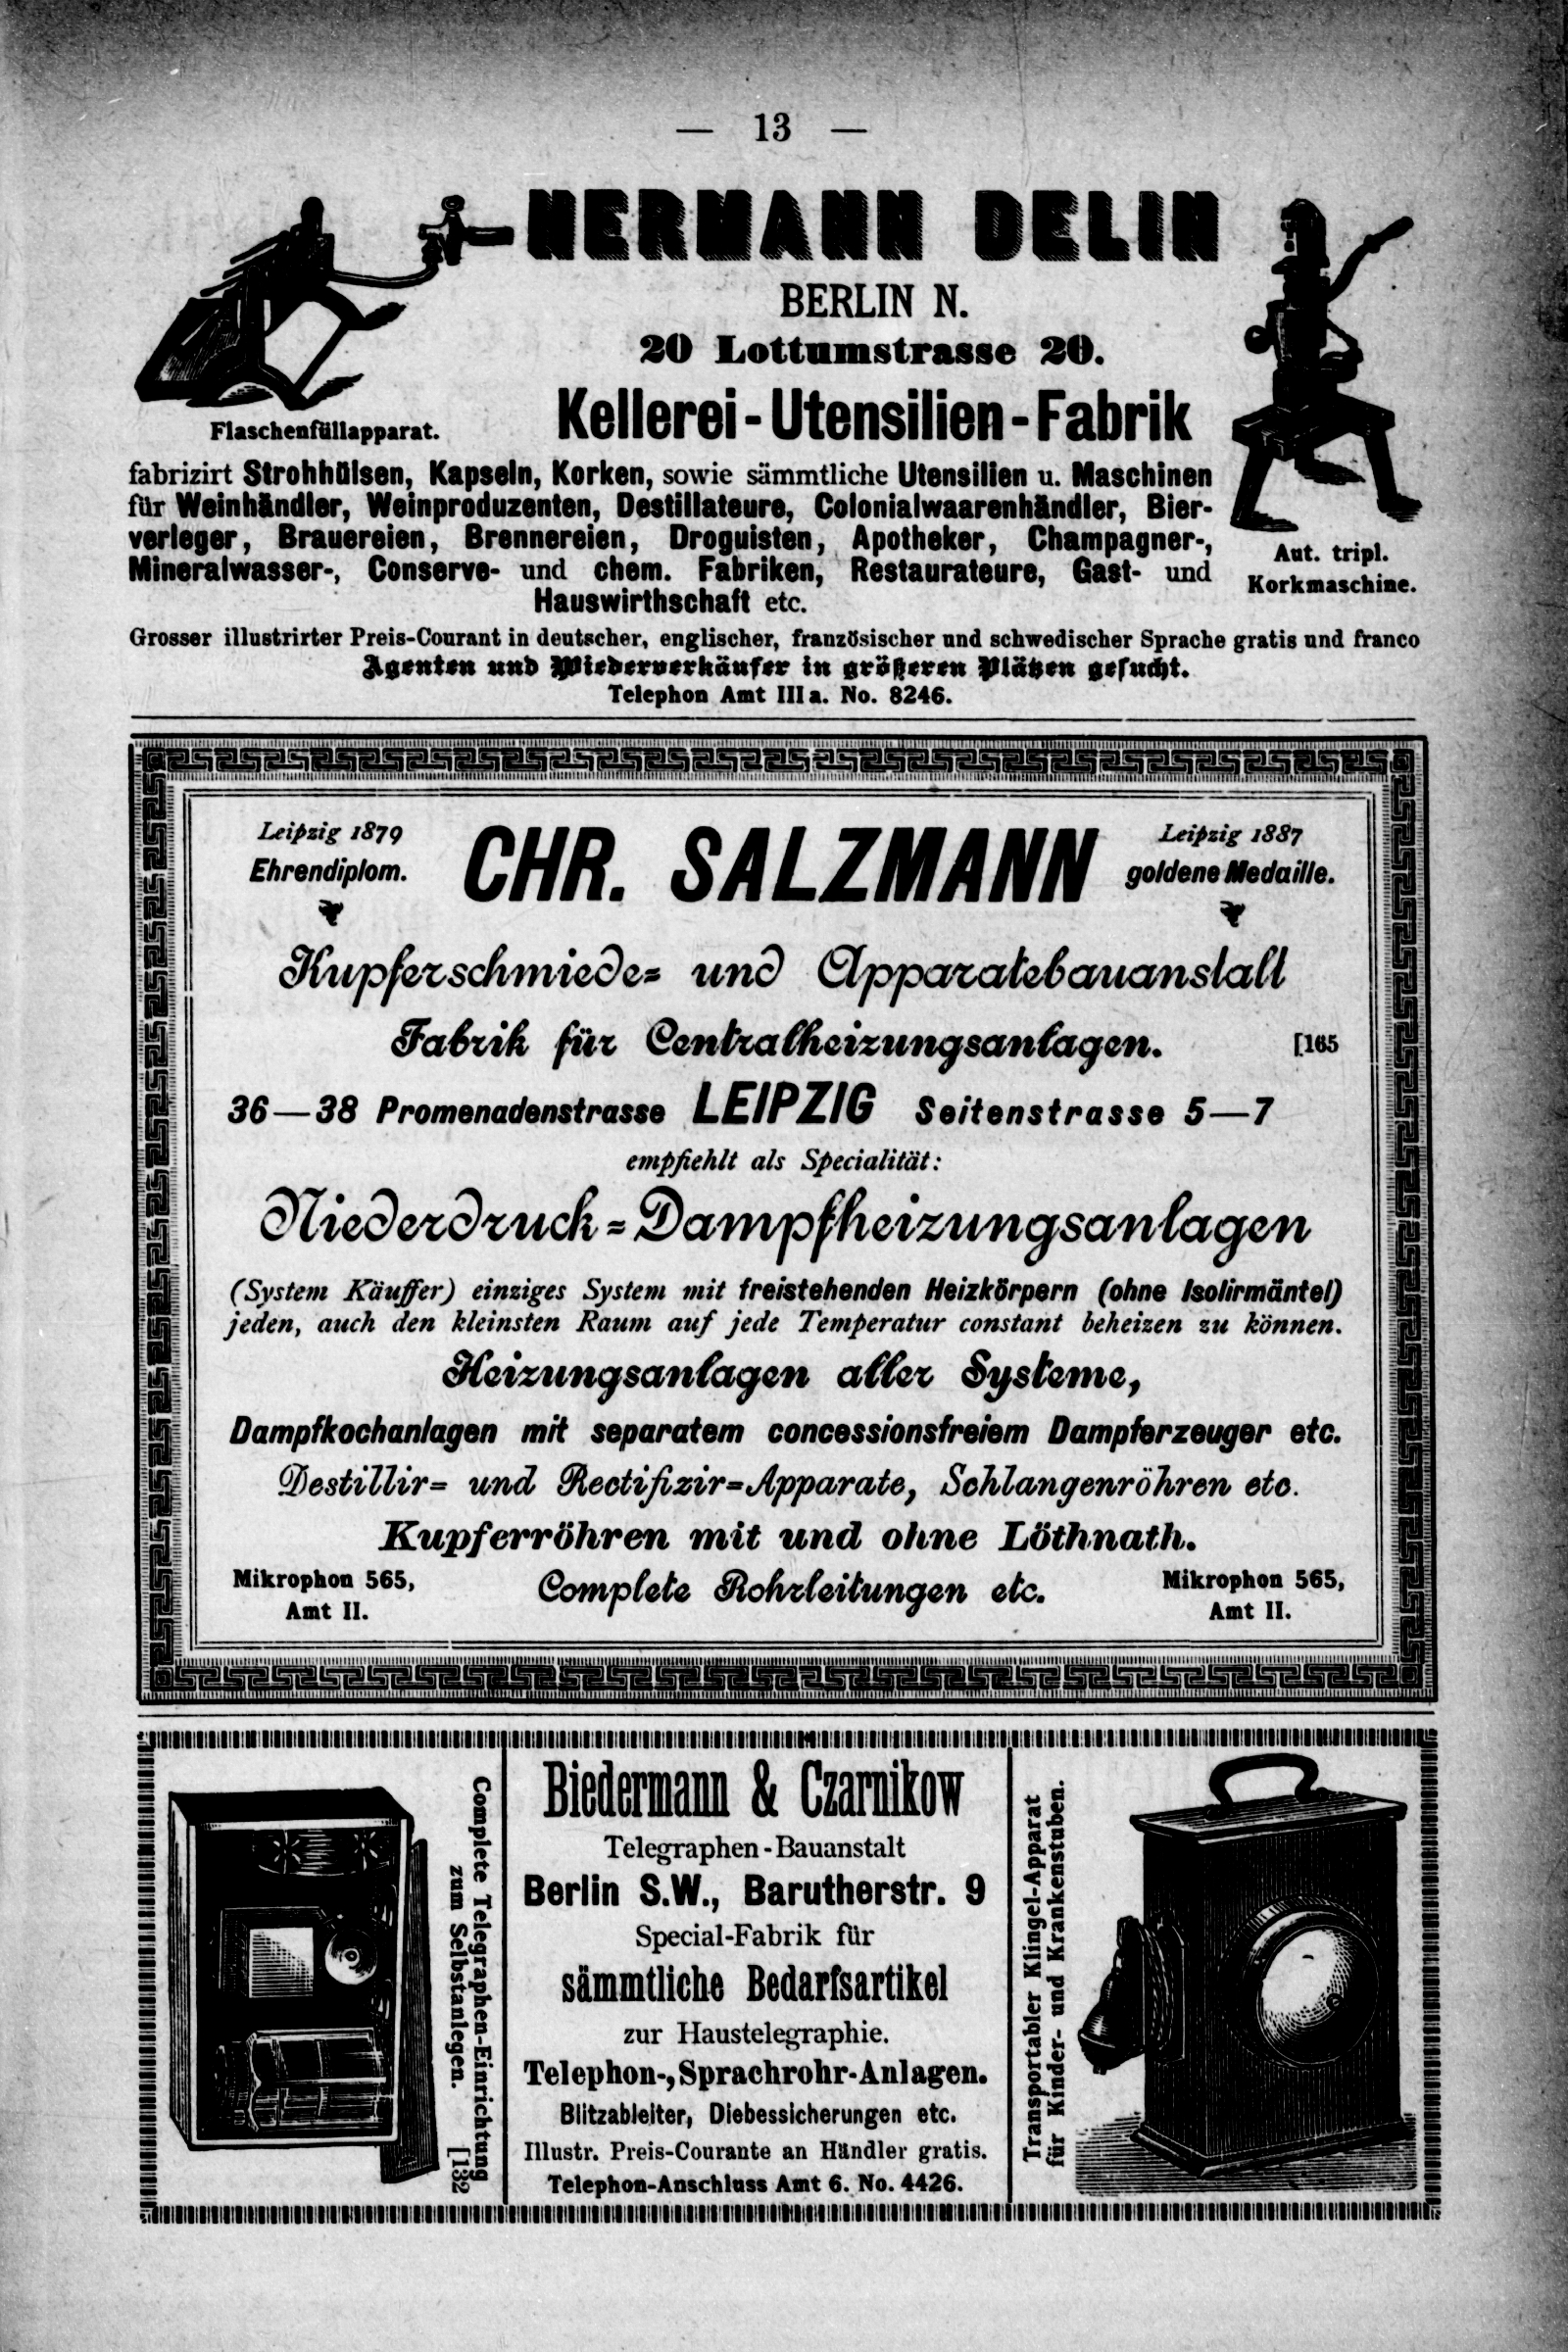 — 13 —
HERMANN DELIN
BERLIN N.
20 Lottumstrasse 20.
Kellerei-Utensilien-Fabrik
Flaschenfüllapparat.
fabrizirt Strohhülsen, Kapseln, Korken, sowie sämmtliche Utensilien u. Maschinen
für Weinhändler, Weinproduzenten, Destillateure, Colonialwaarenhändler, Bier-
verleger, Brauereien, Brennereien, Droguisten, Apotheker, Champagner-,
Mineralwasser-, Conserve- und chem. Fabriken, Restaurateure, Gast- und
Hauswirthschaft etc.
Aut. tripl.
Korkmaschine.
Grosser illustrirter Preis-Courant in deutscher, englischer, französischer und schwedischer Sprache gratis und franco
Agenten und Wiederverkäufer in größeren Plätzen gesucht.
Telephon Amt IIIa. No. 8246.
Leipzig 1879
Ehrendiplom.
CHR. SALZMANN
Leipzig 1887
goldene Medaille.
Kupferschmiede- und Apparatebauanstalt
Fabrik für Centralheizungsanlagen.
[165
36—38 Promenadenstrasse LEIPZIG Seitenstrasse 5—7
empfiehlt als Specialität:
Niederdruck-Dampfheizungsanlagen
(System Käuffer) einziges System mit freistehenden Heizkörpern (ohne Isolirmäntel)
jeden, auch den kleinsten Raum auf jede Temperatur constant beheizen zu können.
Heizungsanlagen aller Systeme,
Dampfkochanlagen mit separatem concessionsfreiem Dampferzeuger etc.
Destillir- und Rectifizir-Apparate, Schlangenröhren etc.
Kupferröhren mit und ohne Löthnath.
Complete Rohrleitungen etc.
Mikrophon 565,
Amt II.
Mikrophon 565,
Amt II.
Complete Telegraphen-Einrichtung
zum Selbstanlegen. [132
Biedermann & Czarnikow
Telegraphen-Bauanstalt
Berlin S.W., Barutherstr. 9
Special-Fabrik für
sämmtliche Bedarfsartikel
zur Haustelegraphie.
Telephon-, Sprachrohr-Anlagen.
Blitzableiter, Diebessicherungen etc.
Illustr. Preis-Courante an Händler gratis.
Telephon-Anschluss Amt 6. No. 4426.
Transportabler Klingel-Apparat
für Kinder- und Krankenstuben.